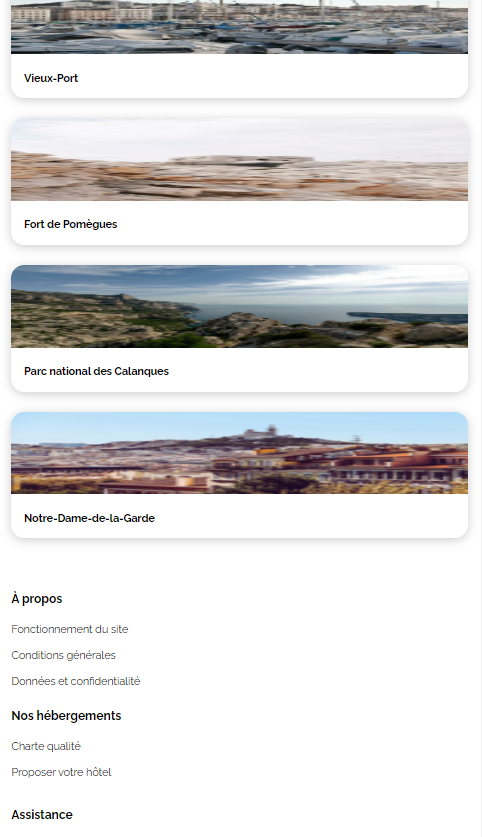 Vieux-Port
Fort de Pomègues
Parc national des Calanques
Notre-Dame-de-la-Garde
À propos
Fonctionnement du site
Conditions générales
Données et confidentialité
Nos hébergements
Charte qualité
Proposer votre hôtel
Assistance